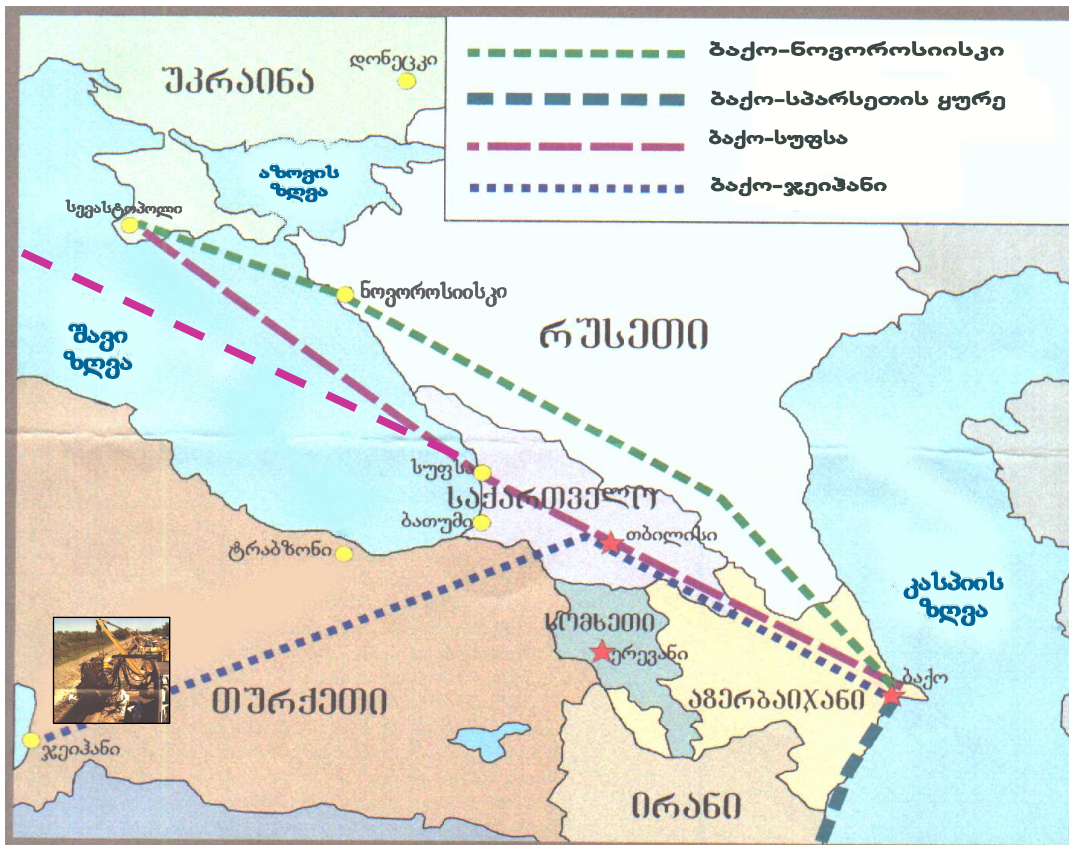 ბაქო-ნოვოროსიისკი
ბაქო-სპარსეთის ყურე
ბაქო-სუფსა
ბაქო-ჯეიჰანი
დონეცკი
უკრაინა
აზოვის
ზღვა
სევასტოპოლი
ნოვოროსიისკი
რუსეთი
შავი
ზღვა
სუფსა
საქართველო
ბათუმი
თბილისი
ტრაბზონი
კასპიის
ზღვა
სომხეთი
ერევანი
ბაქო
თურქეთი
აზერბაიჯანი
ჯეიჰანი
ირანი